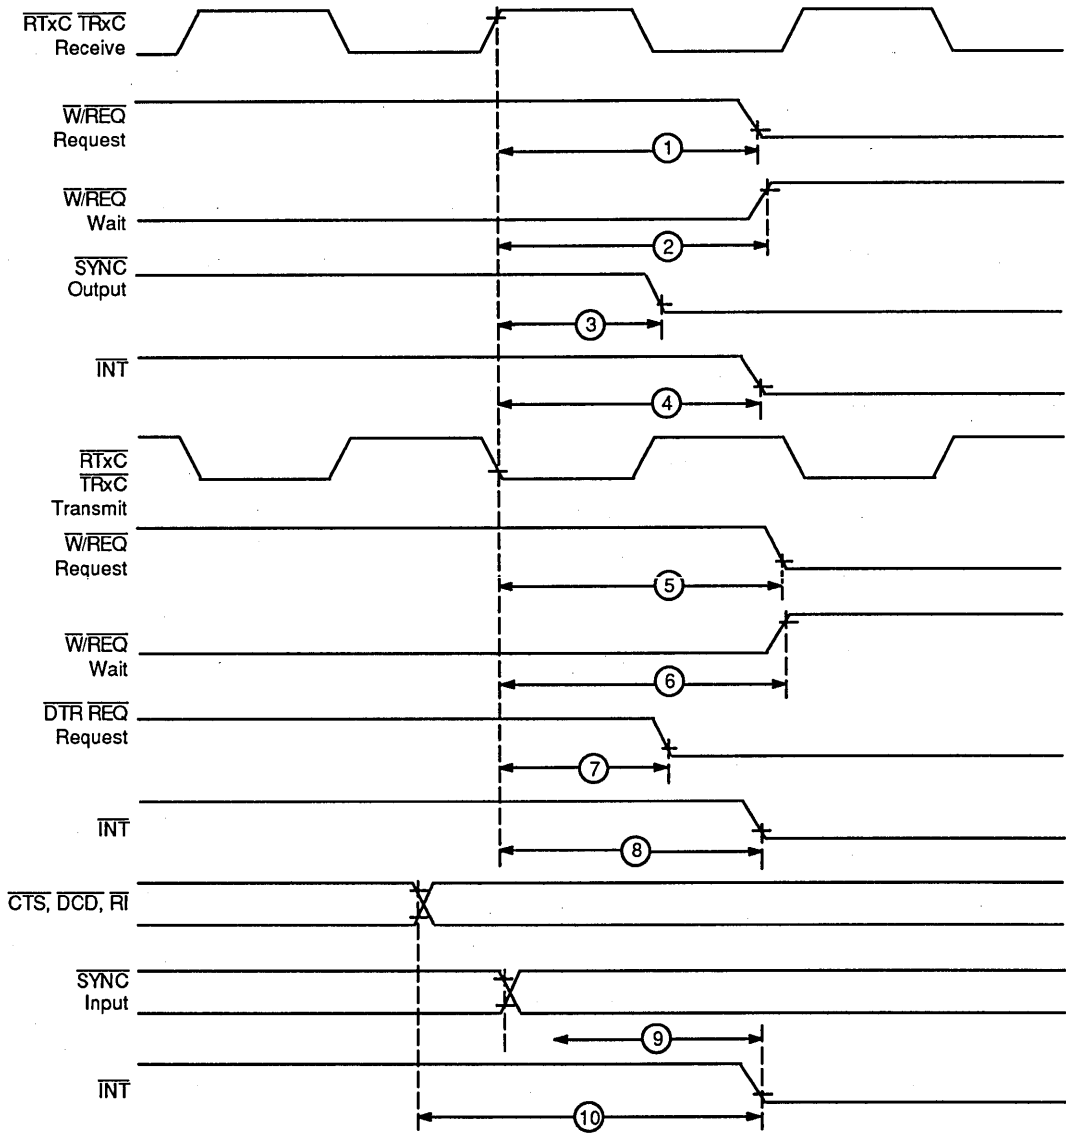 RTxC TRxC
Receive
W/REQ
Request
1
W/REQ
Wait
2
SYNC
Output
3
INT
4
RTxC
TRxC
Transmit
W/REQ
Request
5
W/REQ
Wait
6
DTR REQ
Request
7
INT
8
CTS, DCD, RI
SYNC
Input
9
INT
10